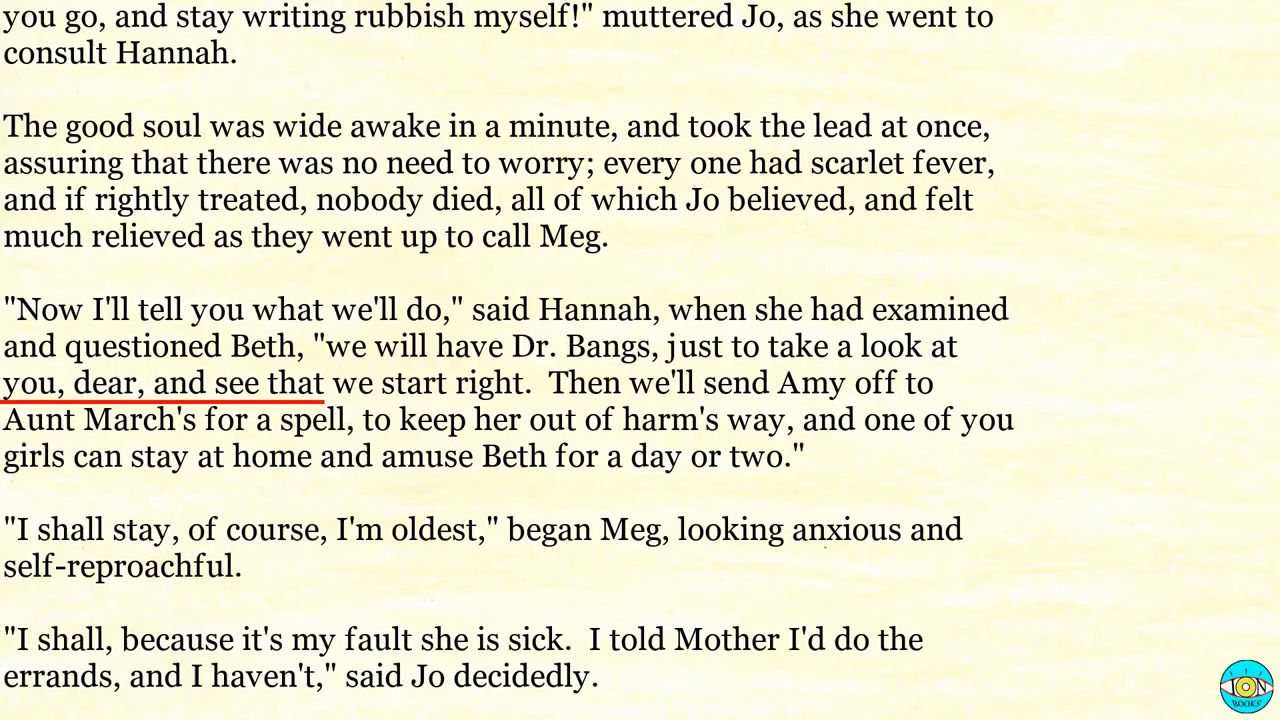 you go, and stay writing rubbish myself!" muttered Jo, as she went to
consult Hannah.
The good soul was wide awake in a minute, and took the lead at once,
assuring that there was no need to worry; every one had scarlet fever,
and if rightly treated, nobody died, all of which Jo believed, and felt
much relieved as they went up to call Meg.
"Now I'll tell you what we'll do," said Hannah, when she had examined
and questioned Beth, "we will have Dr. Bangs, just to take a look at
you, dear, and see that we start right.  Then we'll send Amy off to
Aunt March's for a spell, to keep her out of harm's way, and one of you
girls can stay at home and amuse Beth for a day or two."
"I shall stay, of course, I'm oldest," began Meg, looking anxious and
self-reproachful.
"I shall, because it's my fault she is sick.  I told Mother I'd do the
errands, and I haven't," said Jo decidedly.
ION
BOOKS